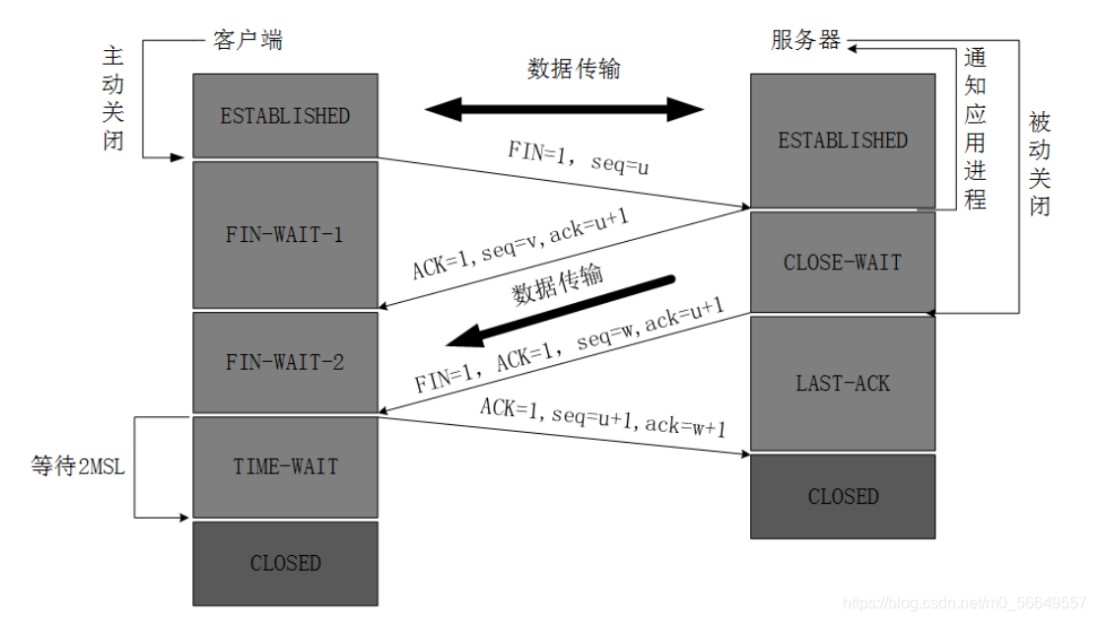 客户端
服务器
主动关闭
数据传输
通知应用进程
被动关闭
ESTABLISHED
ESTABLISHED
FIN=1, seq=u
FIN-WAIT-1
ACK=1,seq=v,ack=u+1
CLOSE-WAIT
数据传输
FIN=1, ACK=1, seq=w,ack=u+1
FIN-WAIT-2
LAST-ACK
ACK=1,seq=u+1,ack=w+1
等待2MSL
TIME-WAIT
CLOSED
CLOSED
https://blog.csdn.net/m0_56649557